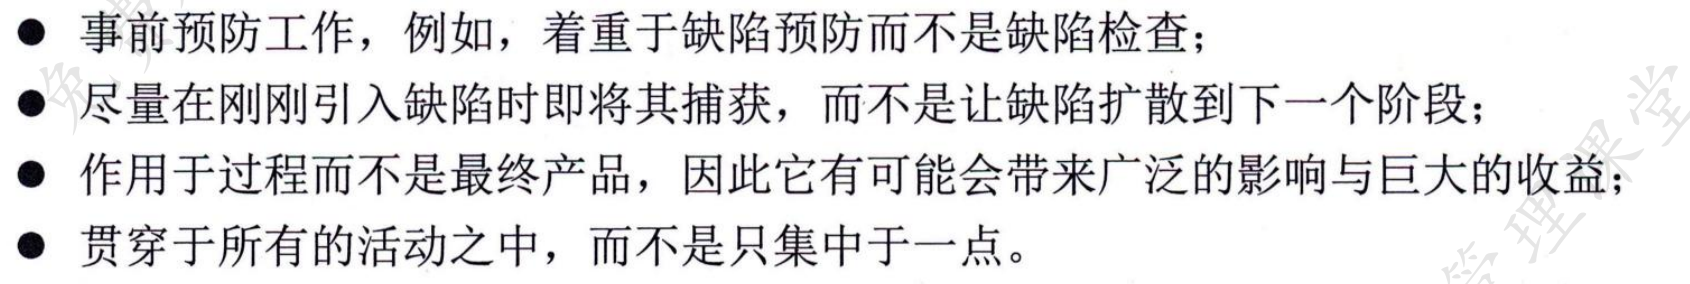 ● 事前预防工作，例如，着重于缺陷预防而不是缺陷检查；
● 尽量在刚刚引入缺陷时即将其捕获，而不是让缺陷扩散到下一个阶段；
● 作用于过程而不是最终产品，因此它有可能会带来广泛的影响与巨大的收益；
● 贯穿于所有的活动之中，而不是只集中于一点。
管理课堂